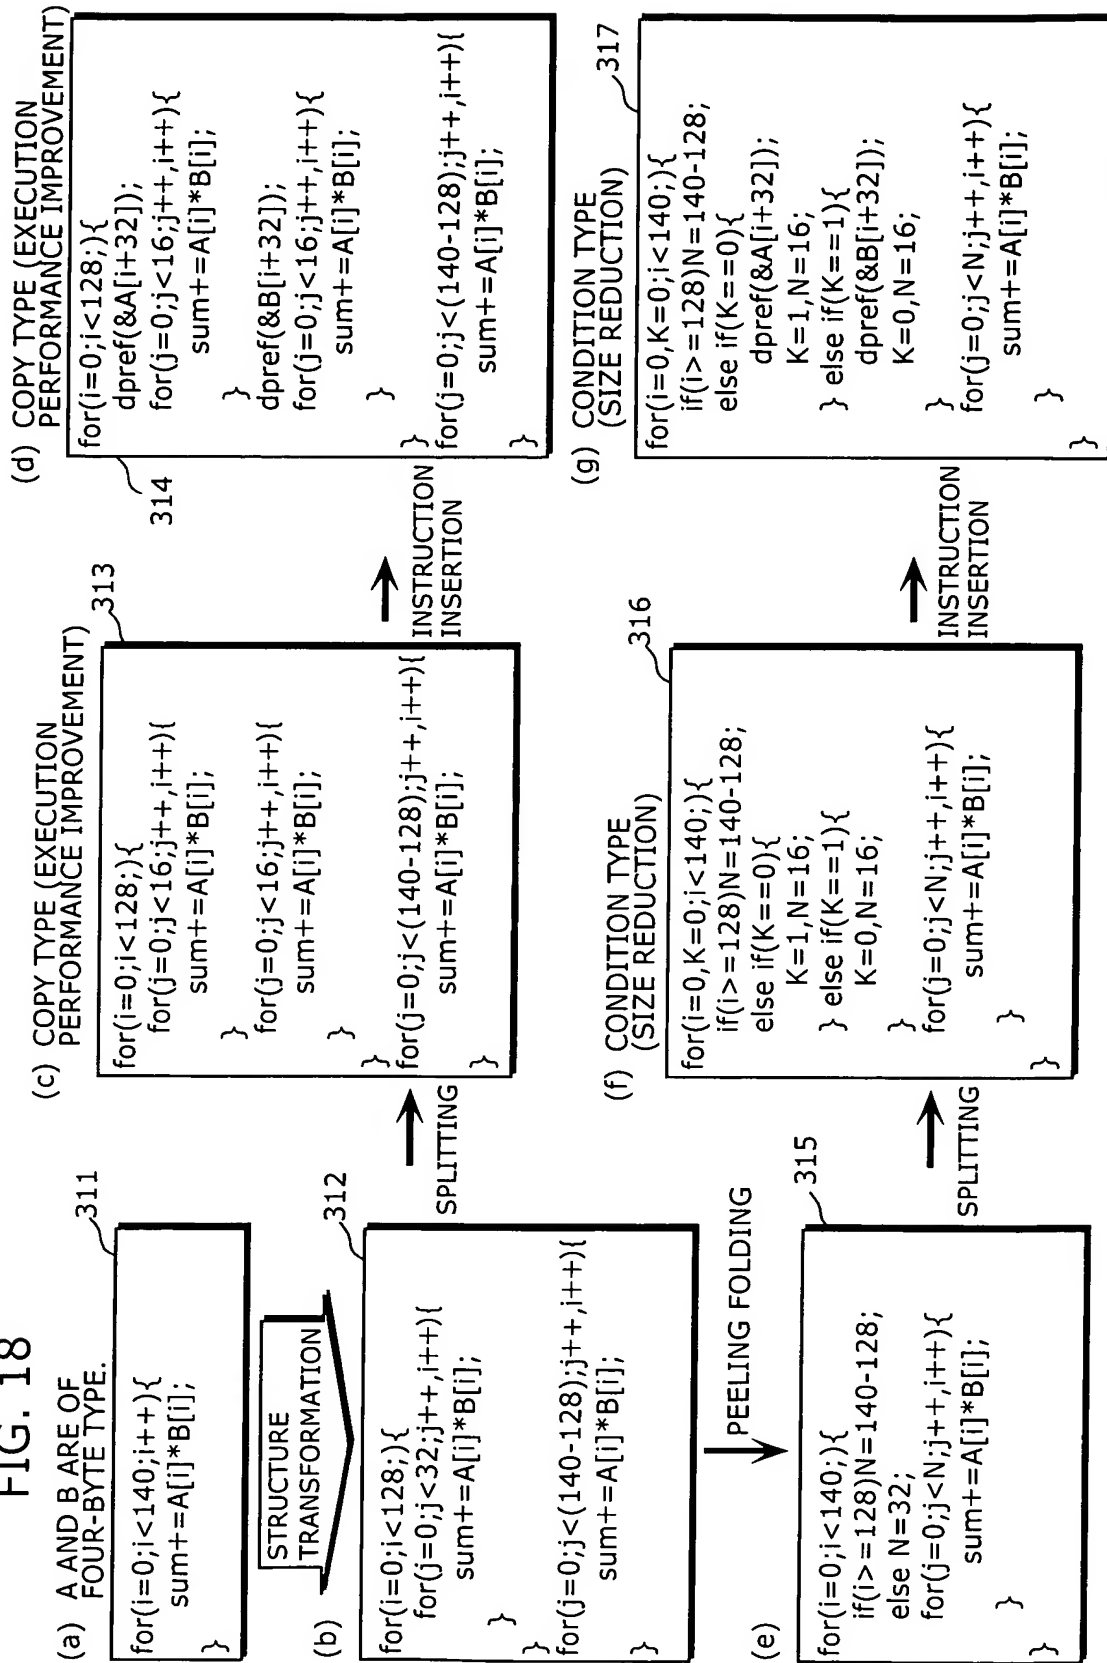 FIG. 18
(a) A AND B ARE OF
FOUR-BYTE TYPE.
311
for(i=0;i<140;i++){
sum+=A[i]*B[i];
}
STRUCTURE
TRANSFORMATION
(b)
312
for(i=0;i<128;){
for(j=0;j<32;j++,i++){
sum+=A[i]*B[i];
}
}
for(j=0;j<(140-128);j++,i++){
sum+=A[i]*B[i];
}
SPLITTING
(c) COPY TYPE (EXECUTION
PERFORMANCE IMPROVEMENT)
313
for(i=0;i<128;){
for(j=0;j<16;j++,i++){
sum+=A[i]*B[i];
}
for(j=0;j<16;j++,i++){
sum+=A[i]*B[i];
}
}
for(j=0;j<(140-128);j++,i++){
sum+=A[i]*B[i];
}
INSTRUCTION
INSERTION
(d) COPY TYPE (EXECUTION
PERFORMANCE IMPROVEMENT)
314
for(i=0;i<128;){
dpref(&A[i+32]);
for(j=0;j<16;j++,i++){
sum+=A[i]*B[i];
}
dpref(&B[i+32]);
for(j=0;j<16;j++,i++){
sum+=A[i]*B[i];
}
}
for(j=0;j<(140-128);j++,i++){
sum+=A[i]*B[i];
}
PEELING FOLDING
(e)
315
for(i=0;i<140;){
if(i>=128)N=140-128;
else N=32;
for(j=0;j<N;j++,i++){
sum+=A[i]*B[i];
}
}
SPLITTING
(f) CONDITION TYPE
(SIZE REDUCTION)
316
for(i=0,K=0;i<140;){
if(i>=128)N=140-128;
else if(K==0){
K=1,N=16;
} else if(K==1){
K=0,N=16;
}
for(j=0;j<N;j++,i++){
sum+=A[i]*B[i];
}
}
INSTRUCTION
INSERTION
(g) CONDITION TYPE
(SIZE REDUCTION)
317
for(i=0,K=0;i<140;){
if(i>=128)N=140-128;
else if(K==0){
dpref(&A[i+32]);
K=1,N=16;
} else if(K==1){
dpref(&B[i+32]);
K=0,N=16;
}
for(j=0;j<N;j++,i++){
sum+=A[i]*B[i];
}
}